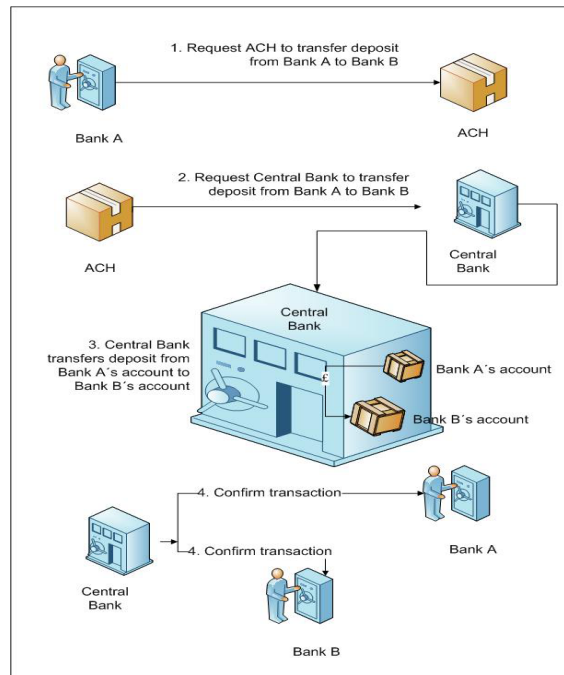 1. Request ACH to transfer deposit
from Bank A to Bank B
Bank A
ACH
2. Request Central Bank to transfer
deposit from Bank A to Bank B
ACH
Central
Bank
Central
Bank
3. Central Bank
transfers deposit from
Bank A´s account to
Bank B´s account
£
Bank A´s account
Bank B´s account
4. Confirm transaction
Bank A
4. Confirm transaction
Central
Bank
Bank B